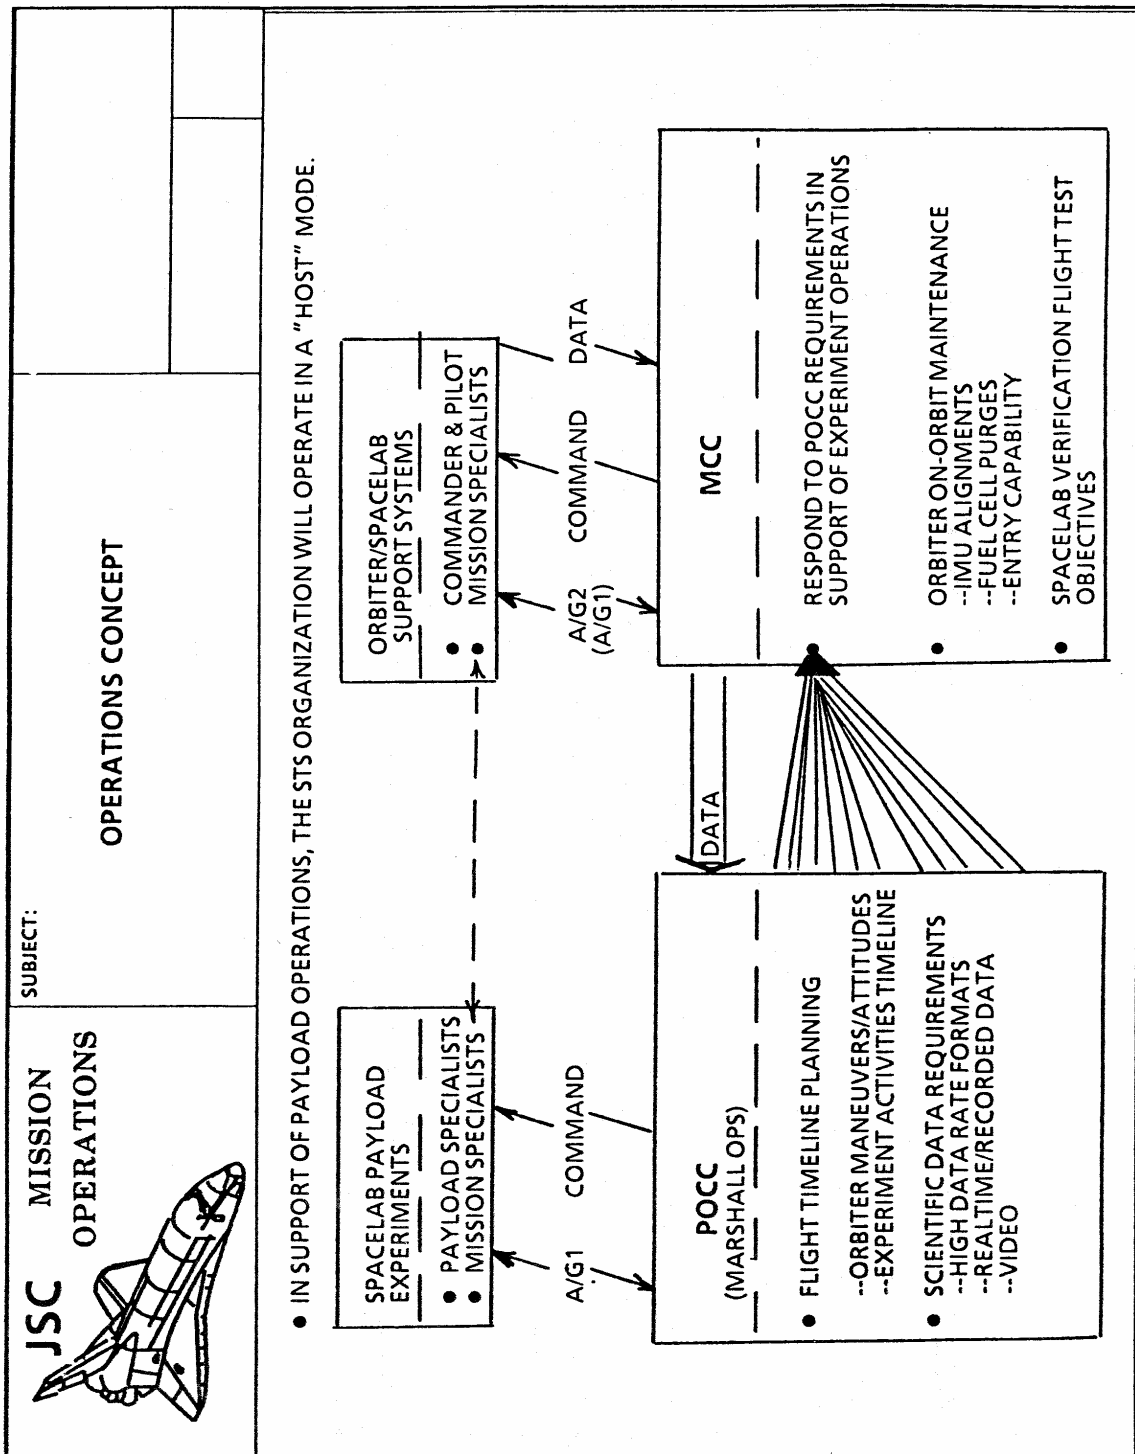 JSC
MISSION
OPERATIONS
SUBJECT:
OPERATIONS CONCEPT
● IN SUPPORT OF PAYLOAD OPERATIONS, THE STS ORGANIZATION WILL OPERATE IN A "HOST" MODE.
SPACELAB PAYLOAD
EXPERIMENTS
● PAYLOAD SPECIALISTS
● MISSION SPECIALISTS
ORBITER/SPACELAB
SUPPORT SYSTEMS
● COMMANDER & PILOT
● MISSION SPECIALISTS
A/G1
COMMAND
A/G2
(A/G1)
COMMAND
DATA
POCC
(MARSHALL OPS)
● FLIGHT TIMELINE PLANNING
--ORBITER MANEUVERS/ATTITUDES
--EXPERIMENT ACTIVITIES TIMELINE
● SCIENTIFIC DATA REQUIREMENTS
--HIGH DATA RATE FORMATS
--REALTIME/RECORDED DATA
--VIDEO
DATA
MCC
● RESPOND TO POCC REQUIREMENTS IN
SUPPORT OF EXPERIMENT OPERATIONS
● ORBITER ON-ORBIT MAINTENANCE
--IMU ALIGNMENTS
--FUEL CELL PURGES
--ENTRY CAPABILITY
● SPACELAB VERIFICATION FLIGHT TEST
OBJECTIVES